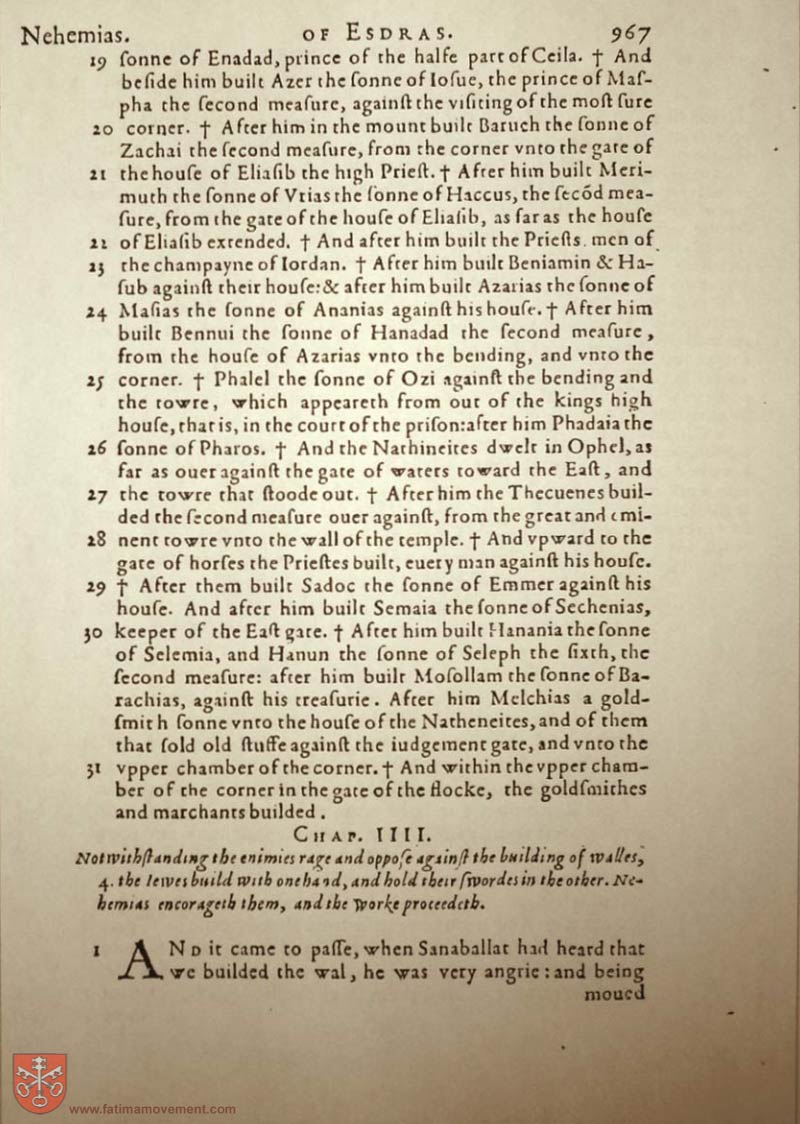 Nehemias. OF ESDRAS. 967
19 ſonne of Enadad, prince of the halfe part of Ceila. † And
beſide him built Azer the ſonne of Ioſue, the prince of Maſ-
pha the ſecond meaſure, againſt the viſiting of the moſt ſure
20 corner. † After him in the mount built Baruch the ſonne of
Zachai the ſecond meaſure, from the corner vnto the gate of
21 the houſe of Eliaſib the high Prieſt. † After him built Meri-
muth the ſonne of Vrias the ſonne of Haccus, the ſecõd mea-
ſure, from the gate of the houſe of Eliaſib, as far as the houſe
22 of Eliaſib extended. † And after him built the Prieſts. men of
23 the champayne of Iordan. † After him built Beniamin & Ha-
ſub againſt their houſe: & after him built Azarias the ſonne of
24 Maſias the ſonne of Ananias againſt his houſe. † After him
built Bennui the ſonne of Hanadad the ſecond meaſure,
from the houſe of Azarias vnto the bending, and vnto the
25 corner. † Phalel the ſonne of Ozi againſt the bending and
the towre, which appeareth from out of the kings high
houſe, that is, in the court of the priſon: after him Phadaia the
26 ſonne of Pharos. † And the Nathineites dwelt in Ophel, as
far as ouer againſt the gate of waters toward the Eaſt, and
27 the towre that ſtoode out. † After him the Thecuenes buil-
ded the ſecond meaſure ouer againſt, from the great and emi-
28 nent towre vnto the wall of the temple. † And vpward to the
gate of horſes the Prieſtes built, euery man againſt his houſe.
29 † After them built Sadoc the ſonne of Emmer againſt his
houſe. And after him built Semaia the ſonne of Sechenias,
30 keeper of the Eaſt gate. † After him built Hanania the ſonne
of Selemia, and Hanun the ſonne of Seleph the ſixth, the
ſecond meaſure: after him built Moſollam the ſonne of Ba-
rachias, againſt his treaſurie. After him Melchias a gold-
ſmith ſonne vnto the houſe of the Natheneites, and of them
that ſold old ſtuffe againſt the iudgement gate, and vnto the
31 vpper chamber of the corner. † And within the vpper cham-
ber of the corner in the gate of the flocke, the goldſmithes
and marchants builded.
CHAP. IIII.
Notwithſtanding the enimies rage and oppoſe againſt the building of walles,
4. the Iewes build with one hand, and hold their ſwordes in the other. Ne-
hemias encorageth them, and the worke proceedeth.
1 AND it came to paſſe, when Sanaballat had heard that
we builded the wal, he was very angrie: and being
moued
www.fatimamovement.com